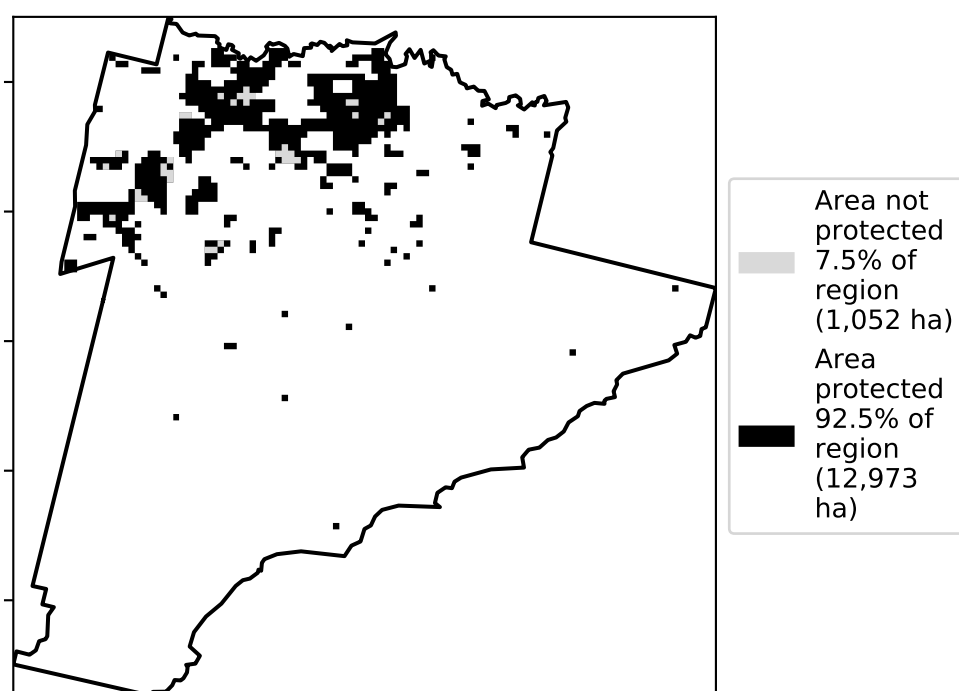 Area not
protected
7.5% of
region
(1,052 ha)
Area
protected
92.5% of
region
(12,973
ha)